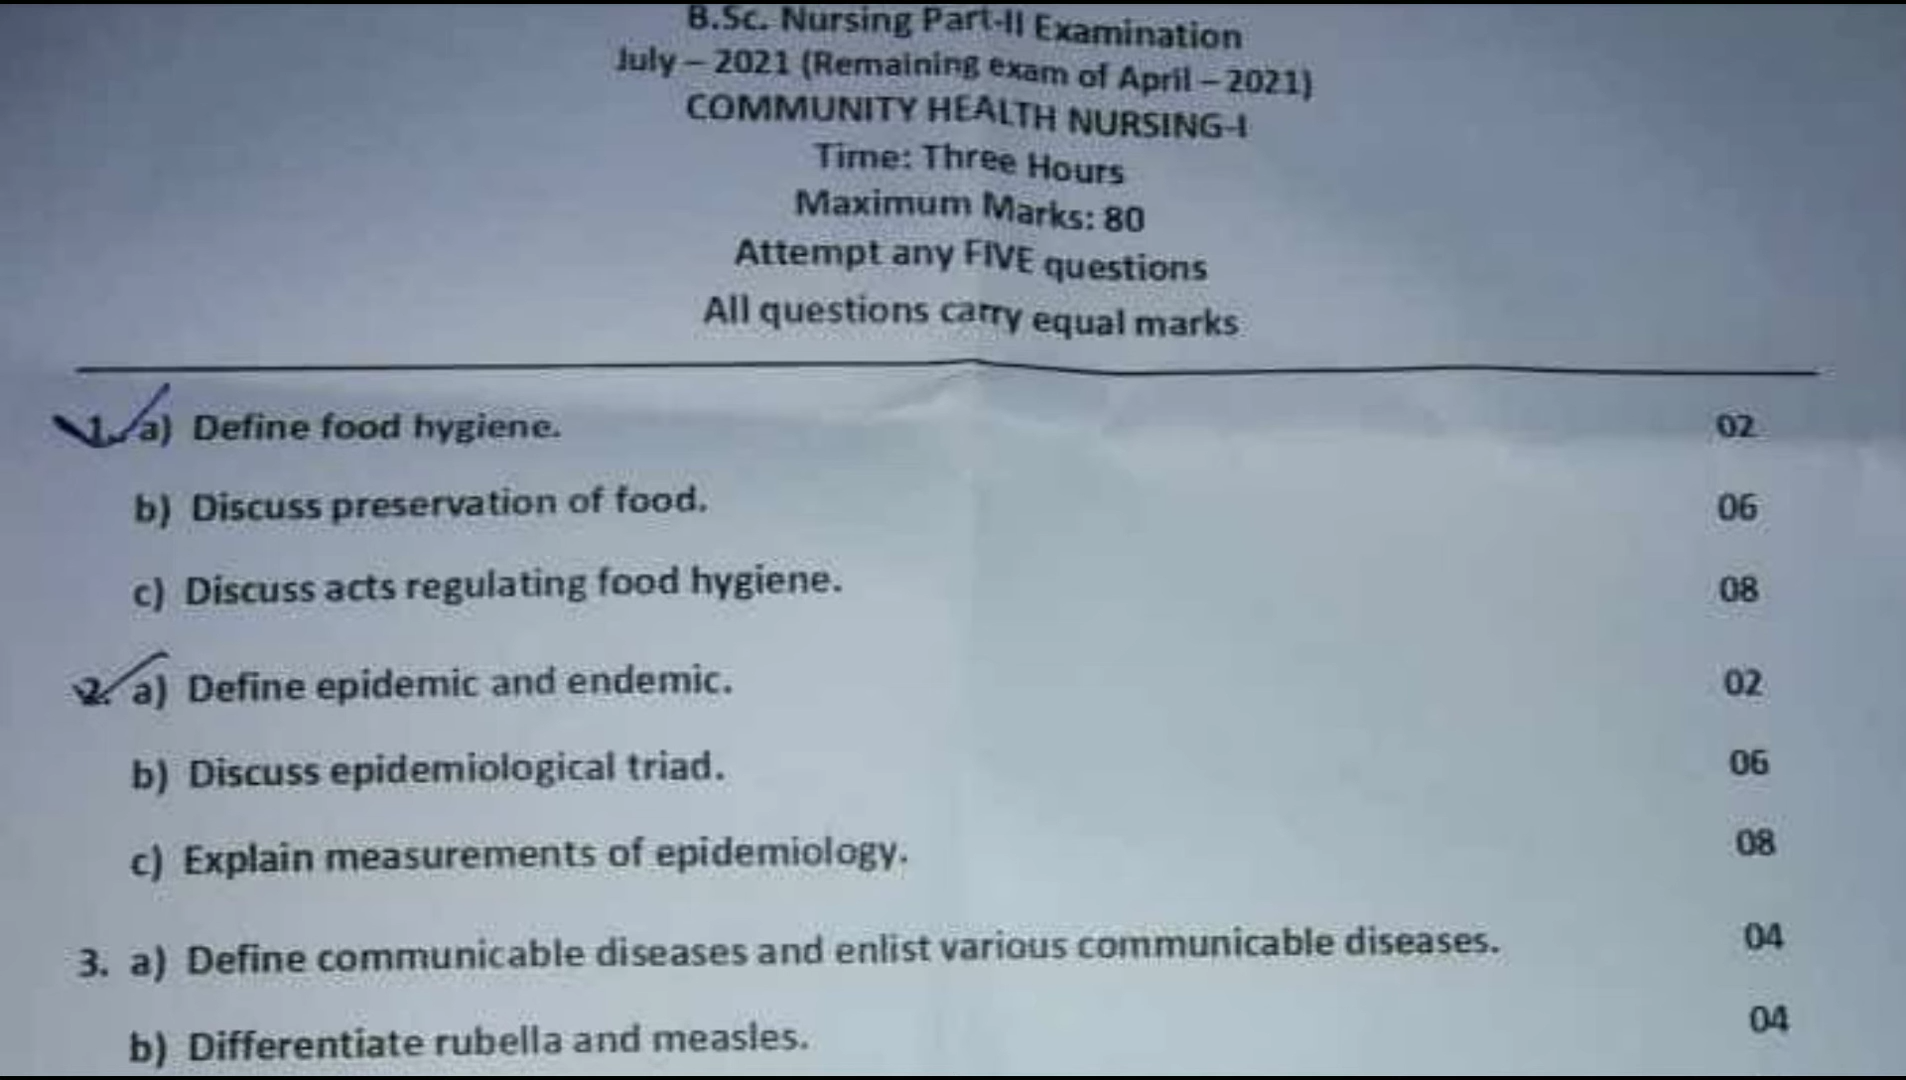 B.Sc. Nursing Part-II Examination
July – 2021 (Remaining exam of April – 2021)
COMMUNITY HEALTH NURSING-I
Time: Three Hours
Maximum Marks: 80
Attempt any FIVE questions
All questions carry equal marks
1. a) Define food hygiene. 02
b) Discuss preservation of food. 06
c) Discuss acts regulating food hygiene. 08
2. a) Define epidemic and endemic. 02
b) Discuss epidemiological triad. 06
c) Explain measurements of epidemiology. 08
3. a) Define communicable diseases and enlist various communicable diseases. 04
b) Differentiate rubella and measles. 04